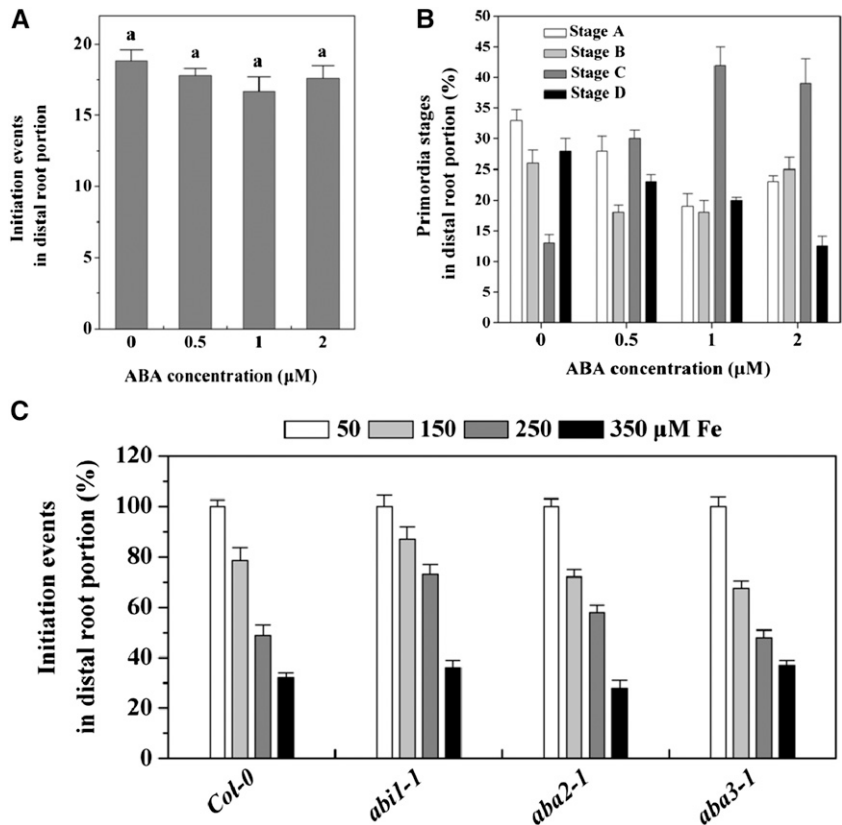 A
Initiation events
in distal root portion
20
15
10
5
0
a a a a
0 0.5 1 2
ABA concentration (µM)
B
Primordia stages
in distal root portion (%)
50
45
40
35
30
25
20
15
10
5
0
Stage A
Stage B
Stage C
Stage D
0 0.5 1 2
ABA concentration (µM)
C
50 150 250 350 µM Fe
Initiation events
in distal root portion (%)
120
100
80
60
40
20
0
Col-0 abi1-1 aba2-1 aba3-1